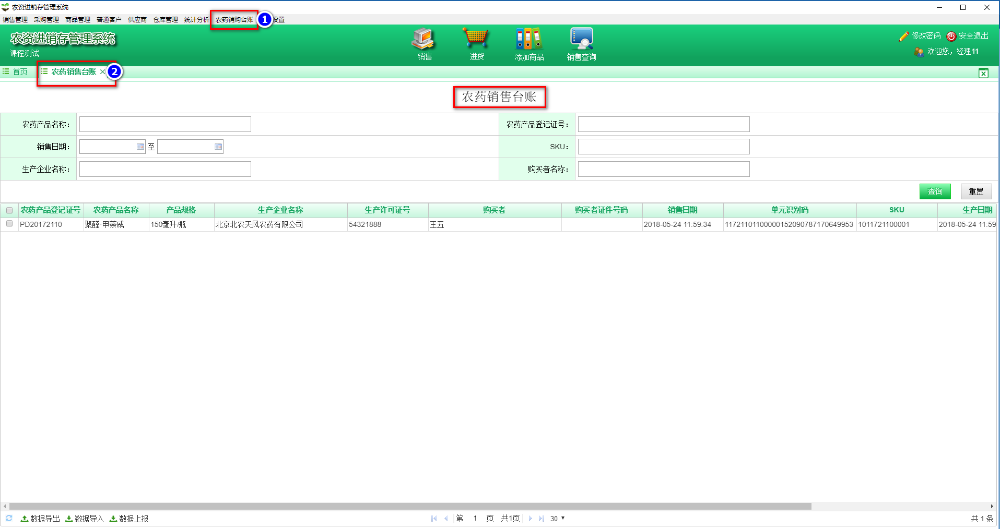 农资进销存管理系统
销售管理 采购管理 商品管理 普通客户 供应商 仓库管理 统计分析 农药销购台账 1 设置
农资进销存管理系统
课程测试
销售 进货 添加商品 销售查询
修改密码 安全退出
欢迎您，经理11
首页 农药销售台账 2
农药销售台账
农药产品名称： 农药产品登记证号：
销售日期： 至 SKU：
生产企业名称： 购买者名称：
查询 重置
农药产品登记证号 农药产品名称 产品规格 生产企业名称 生产许可证号 购买者 购买者证件号码 销售日期 单元识别码 SKU 生产日期
PD20172110 聚醛·甲萘威 150毫升/瓶 北京北农天风农药有限公司 54321888 王五 2018-05-24 11:59:34 11721101100000152090787170649953 1011721100001 2018-05-24 11:59
数据导出 数据导入 数据上报 第 1 页 共1页 30 共 1 条